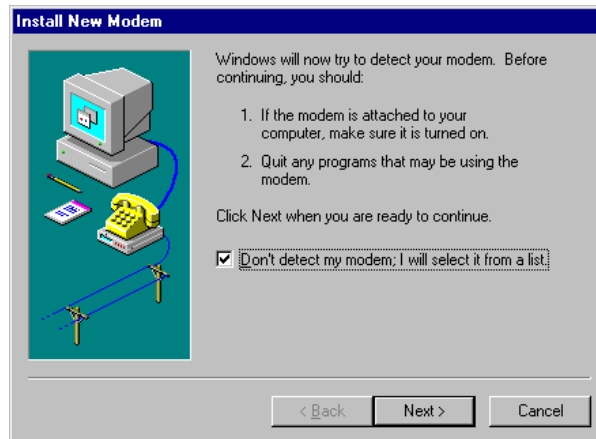 Install New Modem
Windows will now try to detect your modem. Before
continuing, you should:
1. If the modem is attached to your
computer, make sure it is turned on.
2. Quit any programs that may be using the
modem.
Click Next when you are ready to continue.
Don't detect my modem; I will select it from a list.
< Back
Next >
Cancel